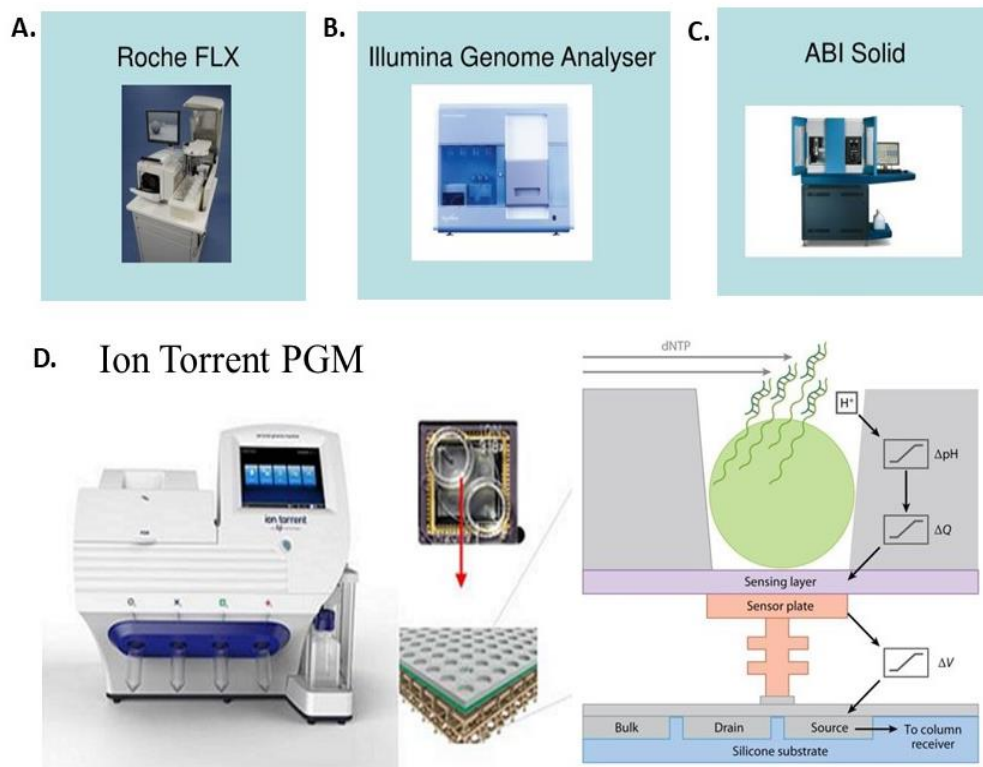 A.
Roche FLX
B.
Illumina Genome Analyser
C.
ABI Solid
D. Ion Torrent PGM
ion torrent
dNTP
H⁺
ΔpH
ΔQ
Sensing layer
Sensor plate
ΔV
Bulk
Drain
Source
To column
receiver
Silicone substrate